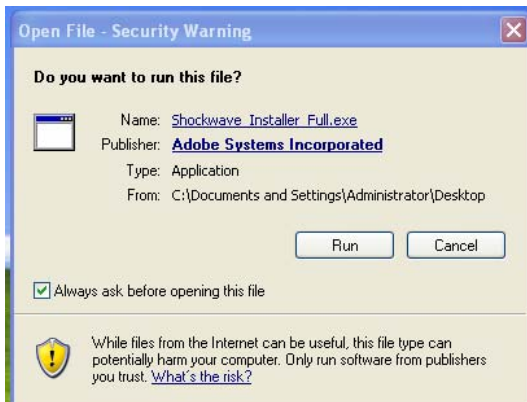 Open File - Security Warning
Do you want to run this file?
Name: Shockwave_Installer_Full.exe
Publisher: Adobe Systems Incorporated
Type: Application
From: C:\Documents and Settings\Administrator\Desktop
Run Cancel
Always ask before opening this file
While files from the Internet can be useful, this file type can
potentially harm your computer. Only run software from publishers
you trust. What's the risk?